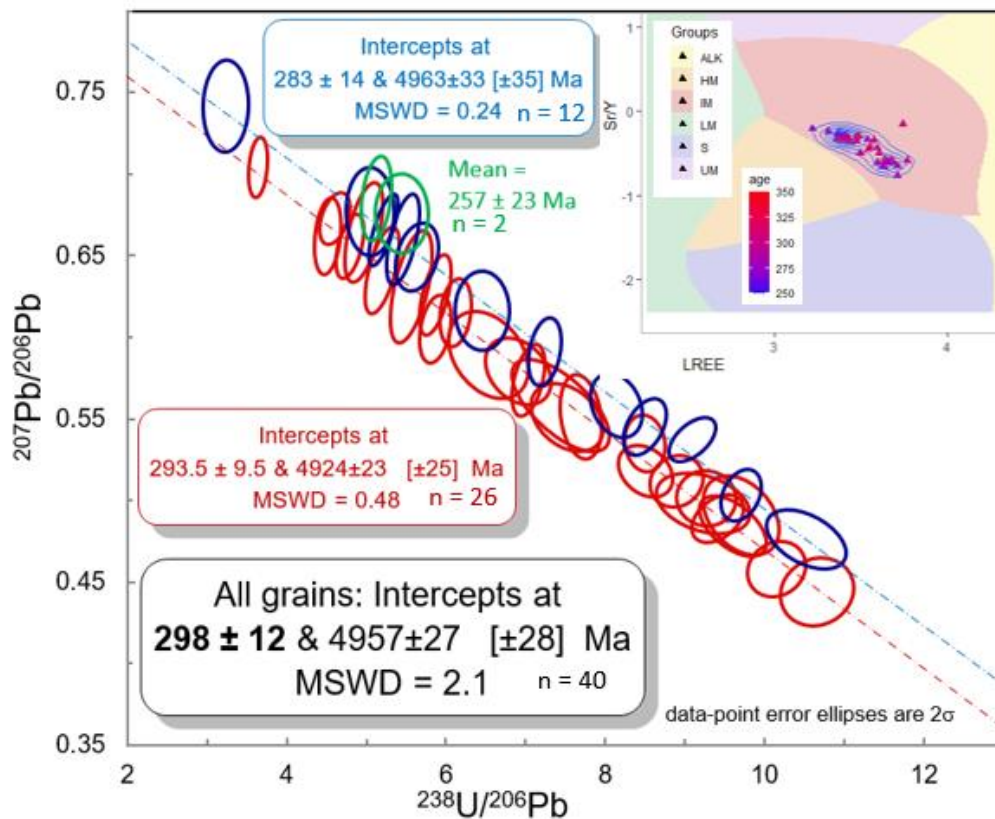 Intercepts at
283 ± 14 & 4963±33 [±35] Ma
MSWD = 0.24 n = 12
Mean =
257 ± 23 Ma
n = 2
Intercepts at
293.5 ± 9.5 & 4924±23 [±25] Ma
MSWD = 0.48 n = 26
All grains: Intercepts at
298 ± 12 & 4957±27 [±28] Ma
MSWD = 2.1 n = 40
data-point error ellipses are 2σ
207Pb/206Pb
0.75
0.65
0.55
0.45
0.35
2 4 6 8 10 12
238U/206Pb
Groups
ALK
HM
IM
LM
S
UM
age
350
325
300
275
250
Sr/Y
1
0
-1
-2
3 4
LREE